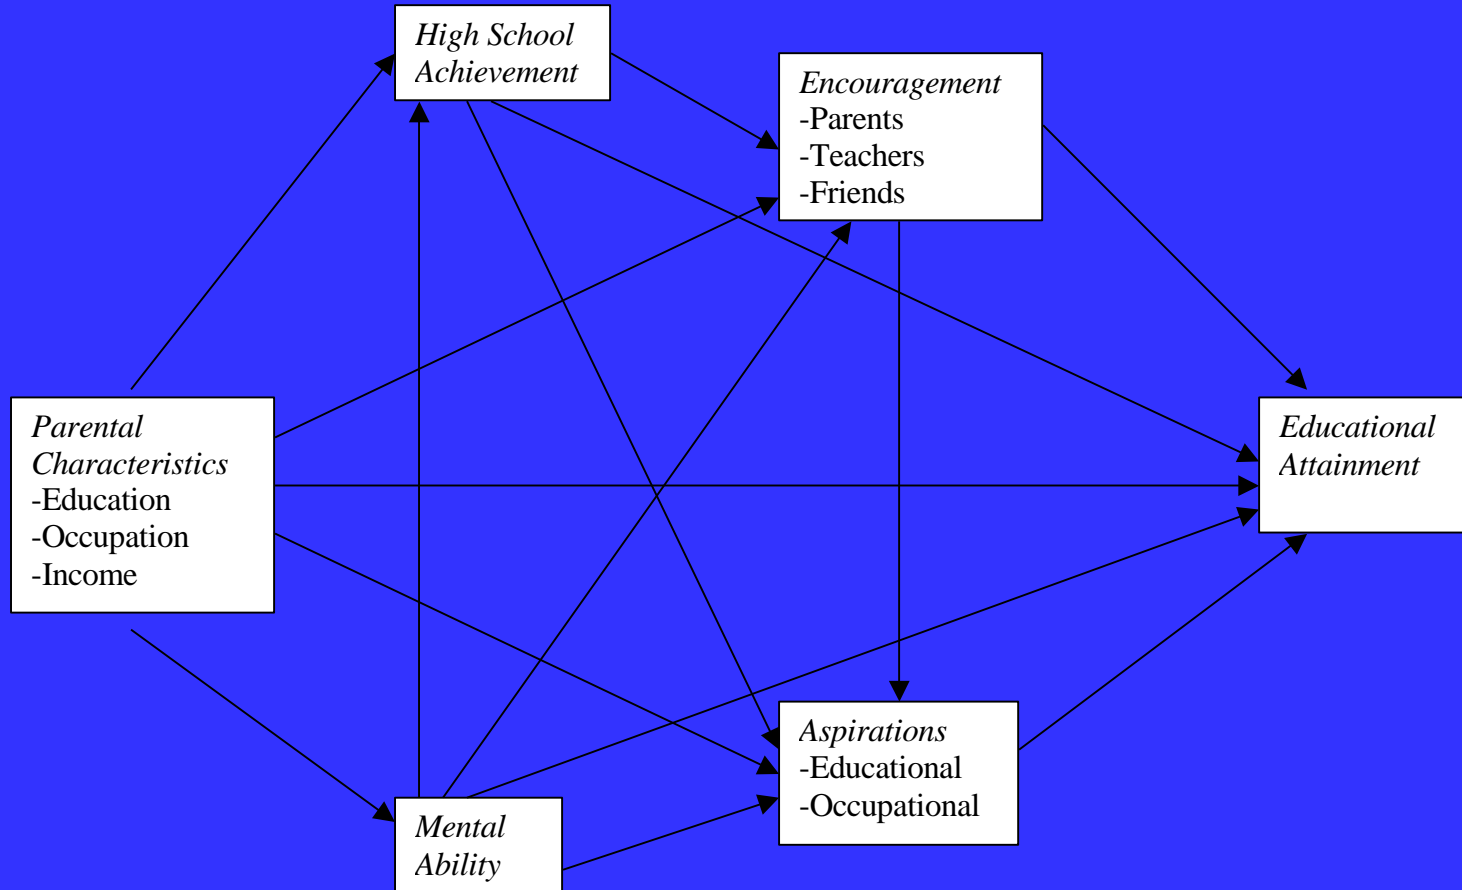 High School
Achievement
Encouragement
-Parents
-Teachers
-Friends
Parental
Characteristics
-Education
-Occupation
-Income
Educational
Attainment
Aspirations
-Educational
-Occupational
Mental
Ability